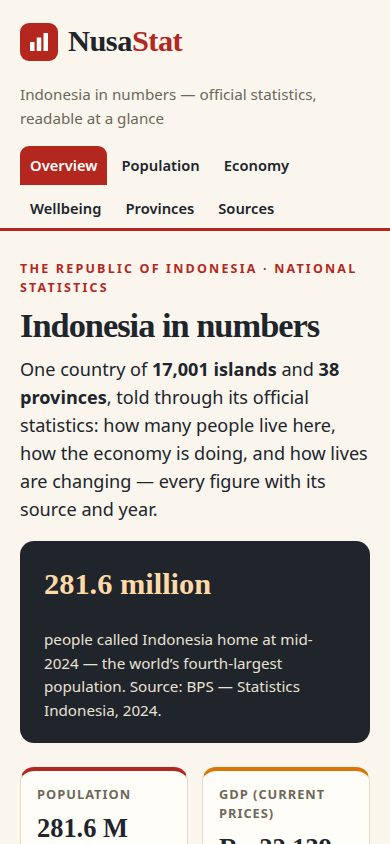 NusaStat
Indonesia in numbers — official statistics,
readable at a glance
Overview Population Economy
Wellbeing Provinces Sources
THE REPUBLIC OF INDONESIA · NATIONAL
STATISTICS
Indonesia in numbers
One country of 17,001 islands and 38
provinces, told through its official
statistics: how many people live here,
how the economy is doing, and how lives
are changing — every figure with its
source and year.
281.6 million
people called Indonesia home at mid-
2024 — the world’s fourth-largest
population. Source: BPS — Statistics
Indonesia, 2024.
POPULATION
281.6 M
GDP (CURRENT
PRICES)